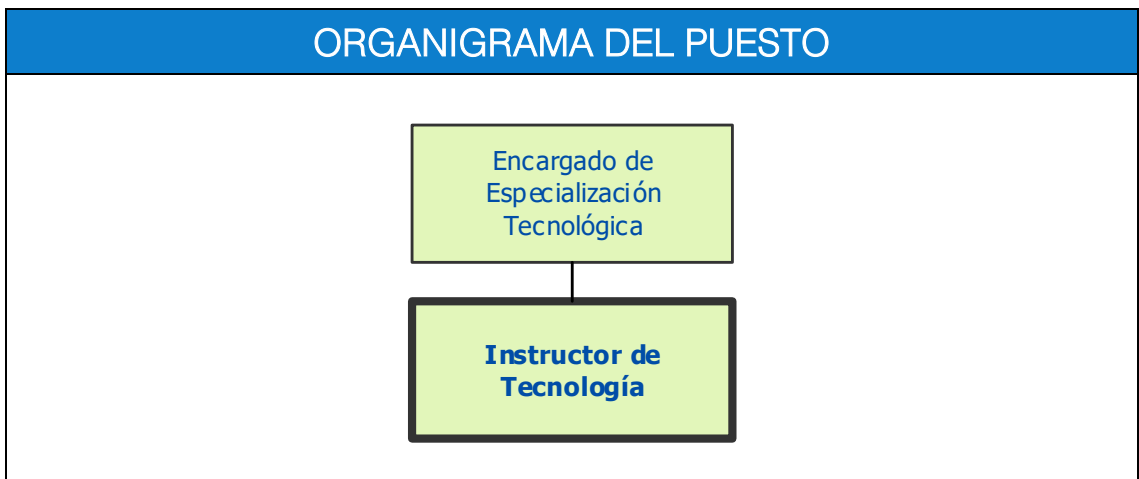 ORGANIGRAMA DEL PUESTO
Encargado de
Especialización
Tecnológica
Instructor de
Tecnología